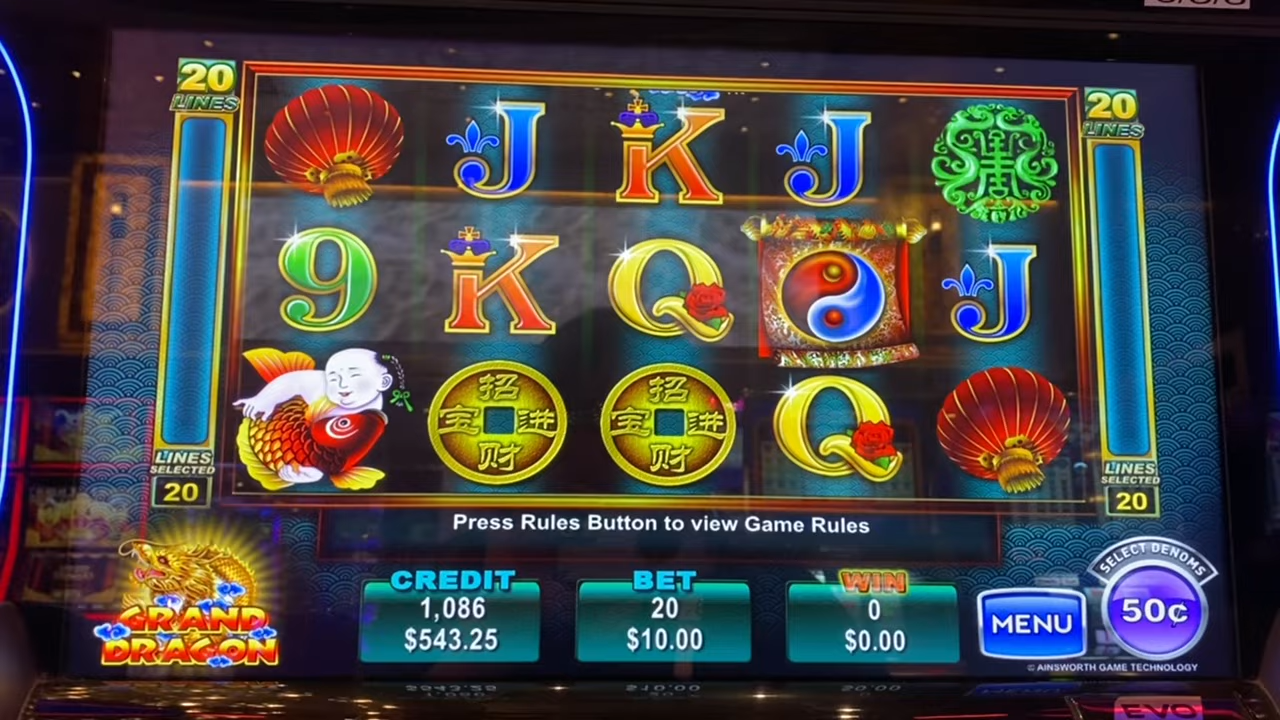 20
LINES
20
LINES
J
K
J
9
K
Q
J
招
宝 进
财
招
宝 进
财
Q
LINES
SELECTED
20
LINES
SELECTED
20
Press Rules Button to view Game Rules
GRAND
DRAGON
CREDIT
1,086
$543.25
BET
20
$10.00
WIN
0
$0.00
MENU
SELECT DENOMS
50¢
© AINSWORTH GAME TECHNOLOGY
EVO